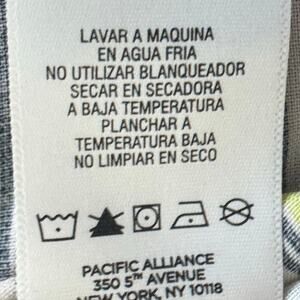 LAVAR A MAQUINA
EN AGUA FRIA
NO UTILIZAR BLANQUEADOR
SECAR EN SECADORA
A BAJA TEMPERATURA
PLANCHAR A
TEMPERATURA BAJA
NO LIMPIAR EN SECO
PACIFIC ALLIANCE
350 5TH AVENUE
NEW YORK, NY 10118